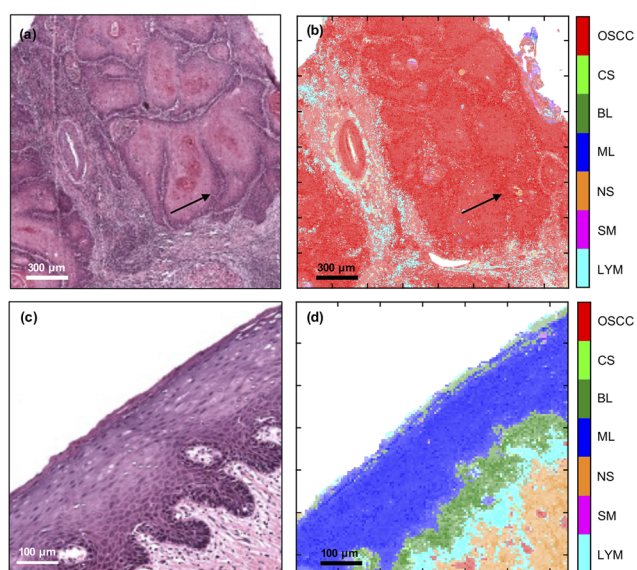 (a)
300 µm
(b)
300 µm
OSCC
CS
BL
ML
NS
SM
LYM
(c)
100 µm
(d)
100 µm
OSCC
CS
BL
ML
NS
SM
LYM